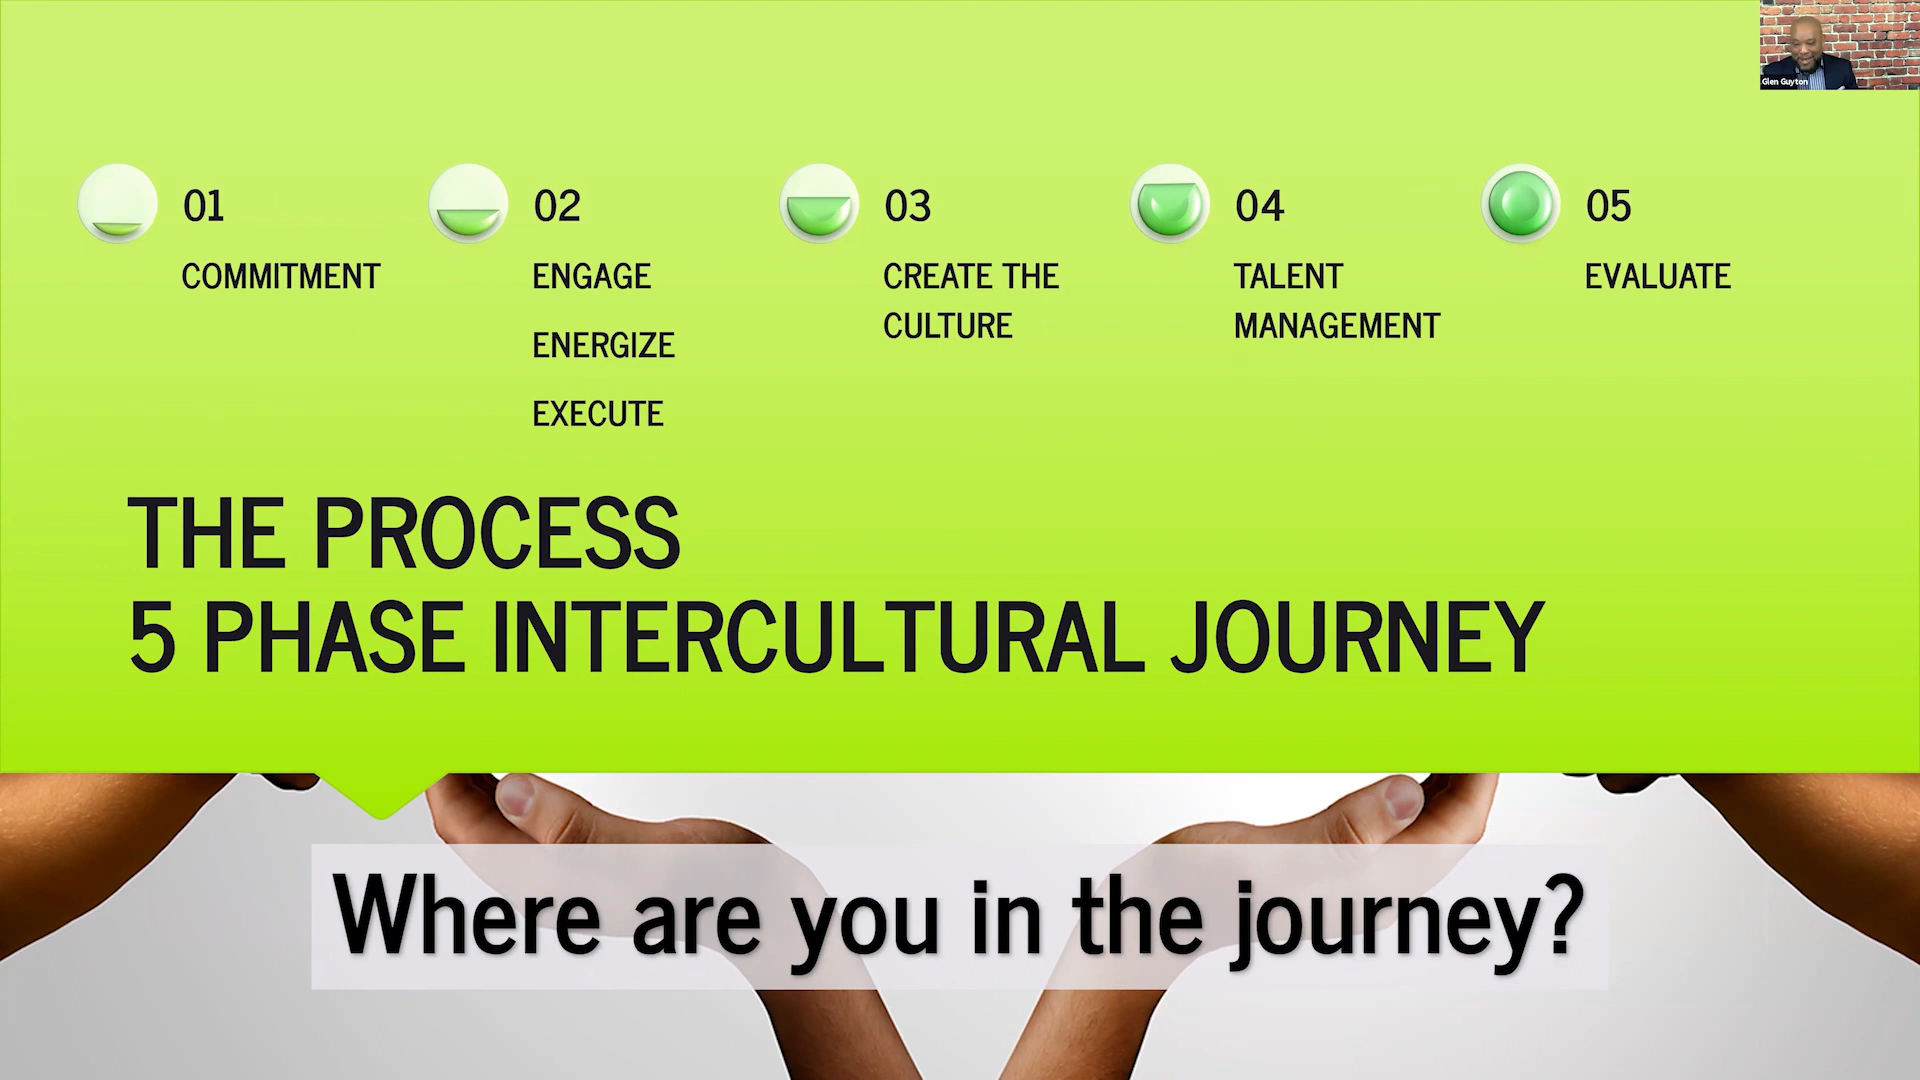 Glen Guyton
01
COMMITMENT
02
ENGAGE
ENERGIZE
EXECUTE
03
CREATE THE
CULTURE
04
TALENT
MANAGEMENT
05
EVALUATE
THE PROCESS
5 PHASE INTERCULTURAL JOURNEY
Where are you in the journey?